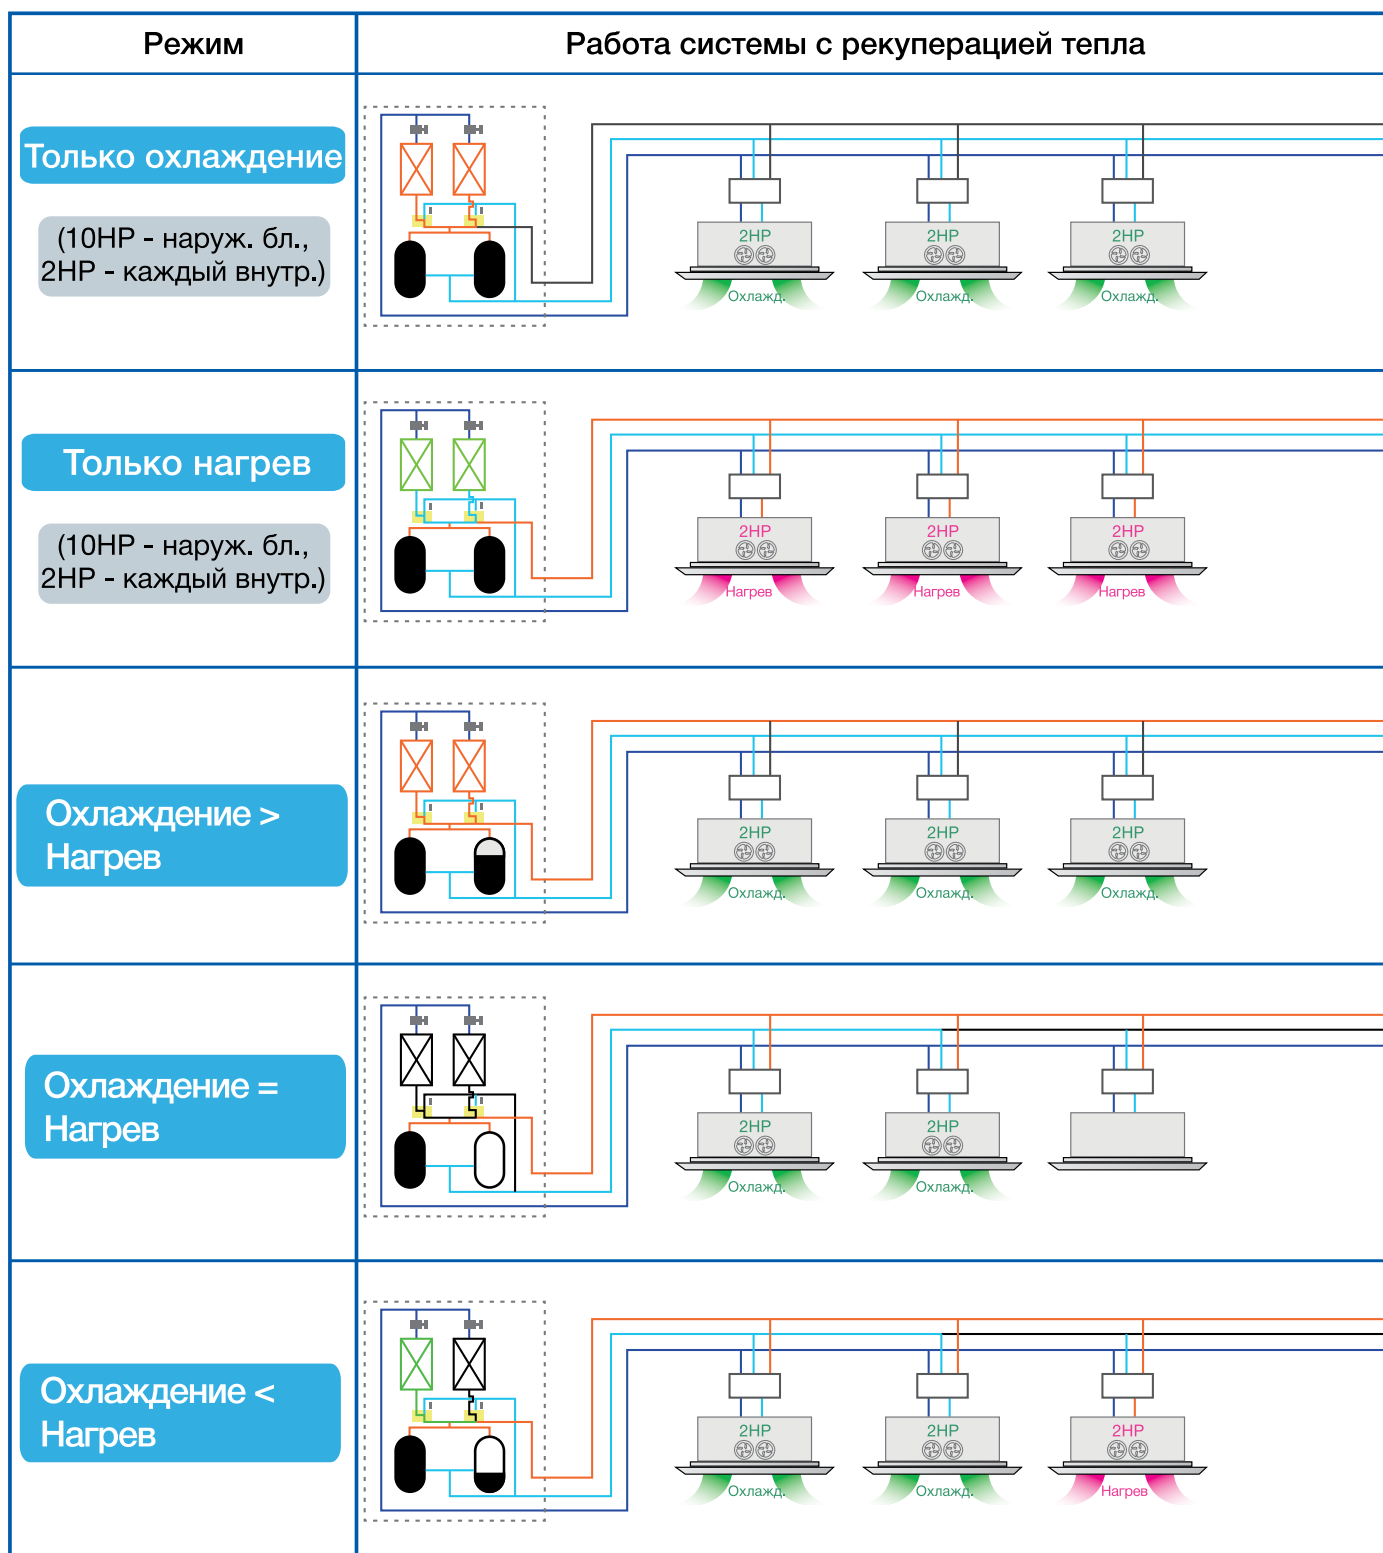 Режим
Работа системы с рекуперацией тепла
Только охлаждение
(10HP - наруж. бл.,
2HP - каждый внутр.)
2HP
2HP
2HP
Охлажд.
Охлажд.
Охлажд.
Только нагрев
(10HP - наруж. бл.,
2HP - каждый внутр.)
2HP
2HP
2HP
Нагрев
Нагрев
Нагрев
Охлаждение >
Нагрев
2HP
2HP
2HP
Охлажд.
Охлажд.
Охлажд.
Охлаждение =
Нагрев
2HP
2HP
Охлажд.
Охлажд.
Охлаждение <
Нагрев
2HP
2HP
2HP
Охлажд.
Охлажд.
Нагрев